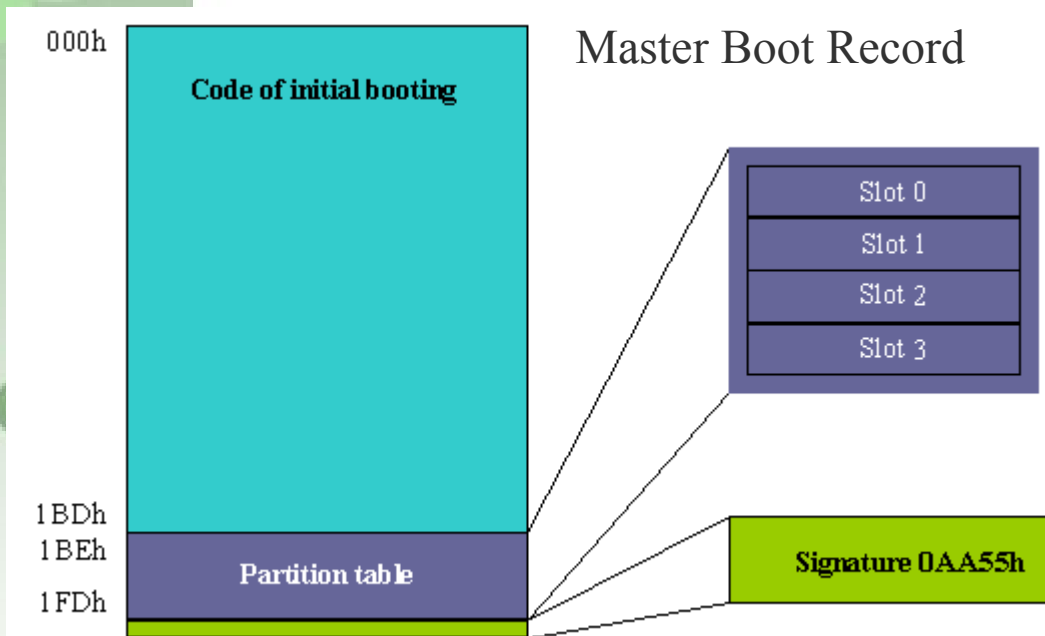 Master Boot Record
000h
Code of initial booting
Slot 0
Slot 1
Slot 2
Slot 3
1BDh
1BEh
Partition table
1FDh
Signature 0AA55h